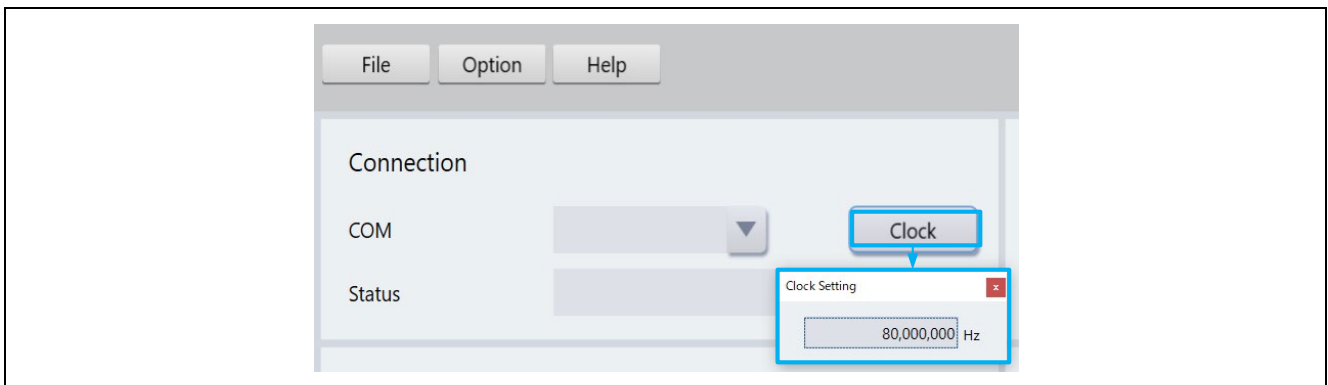 File Option Help
Connection
COM Clock
Status
Clock Setting x
80,000,000 Hz